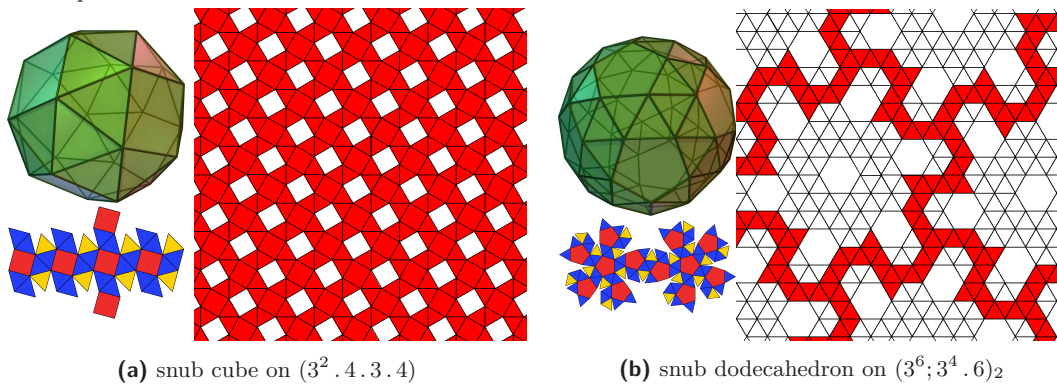 (a) snub cube on (3² . 4 . 3 . 4)
(b) snub dodecahedron on (3⁶; 3⁴ . 6)₂